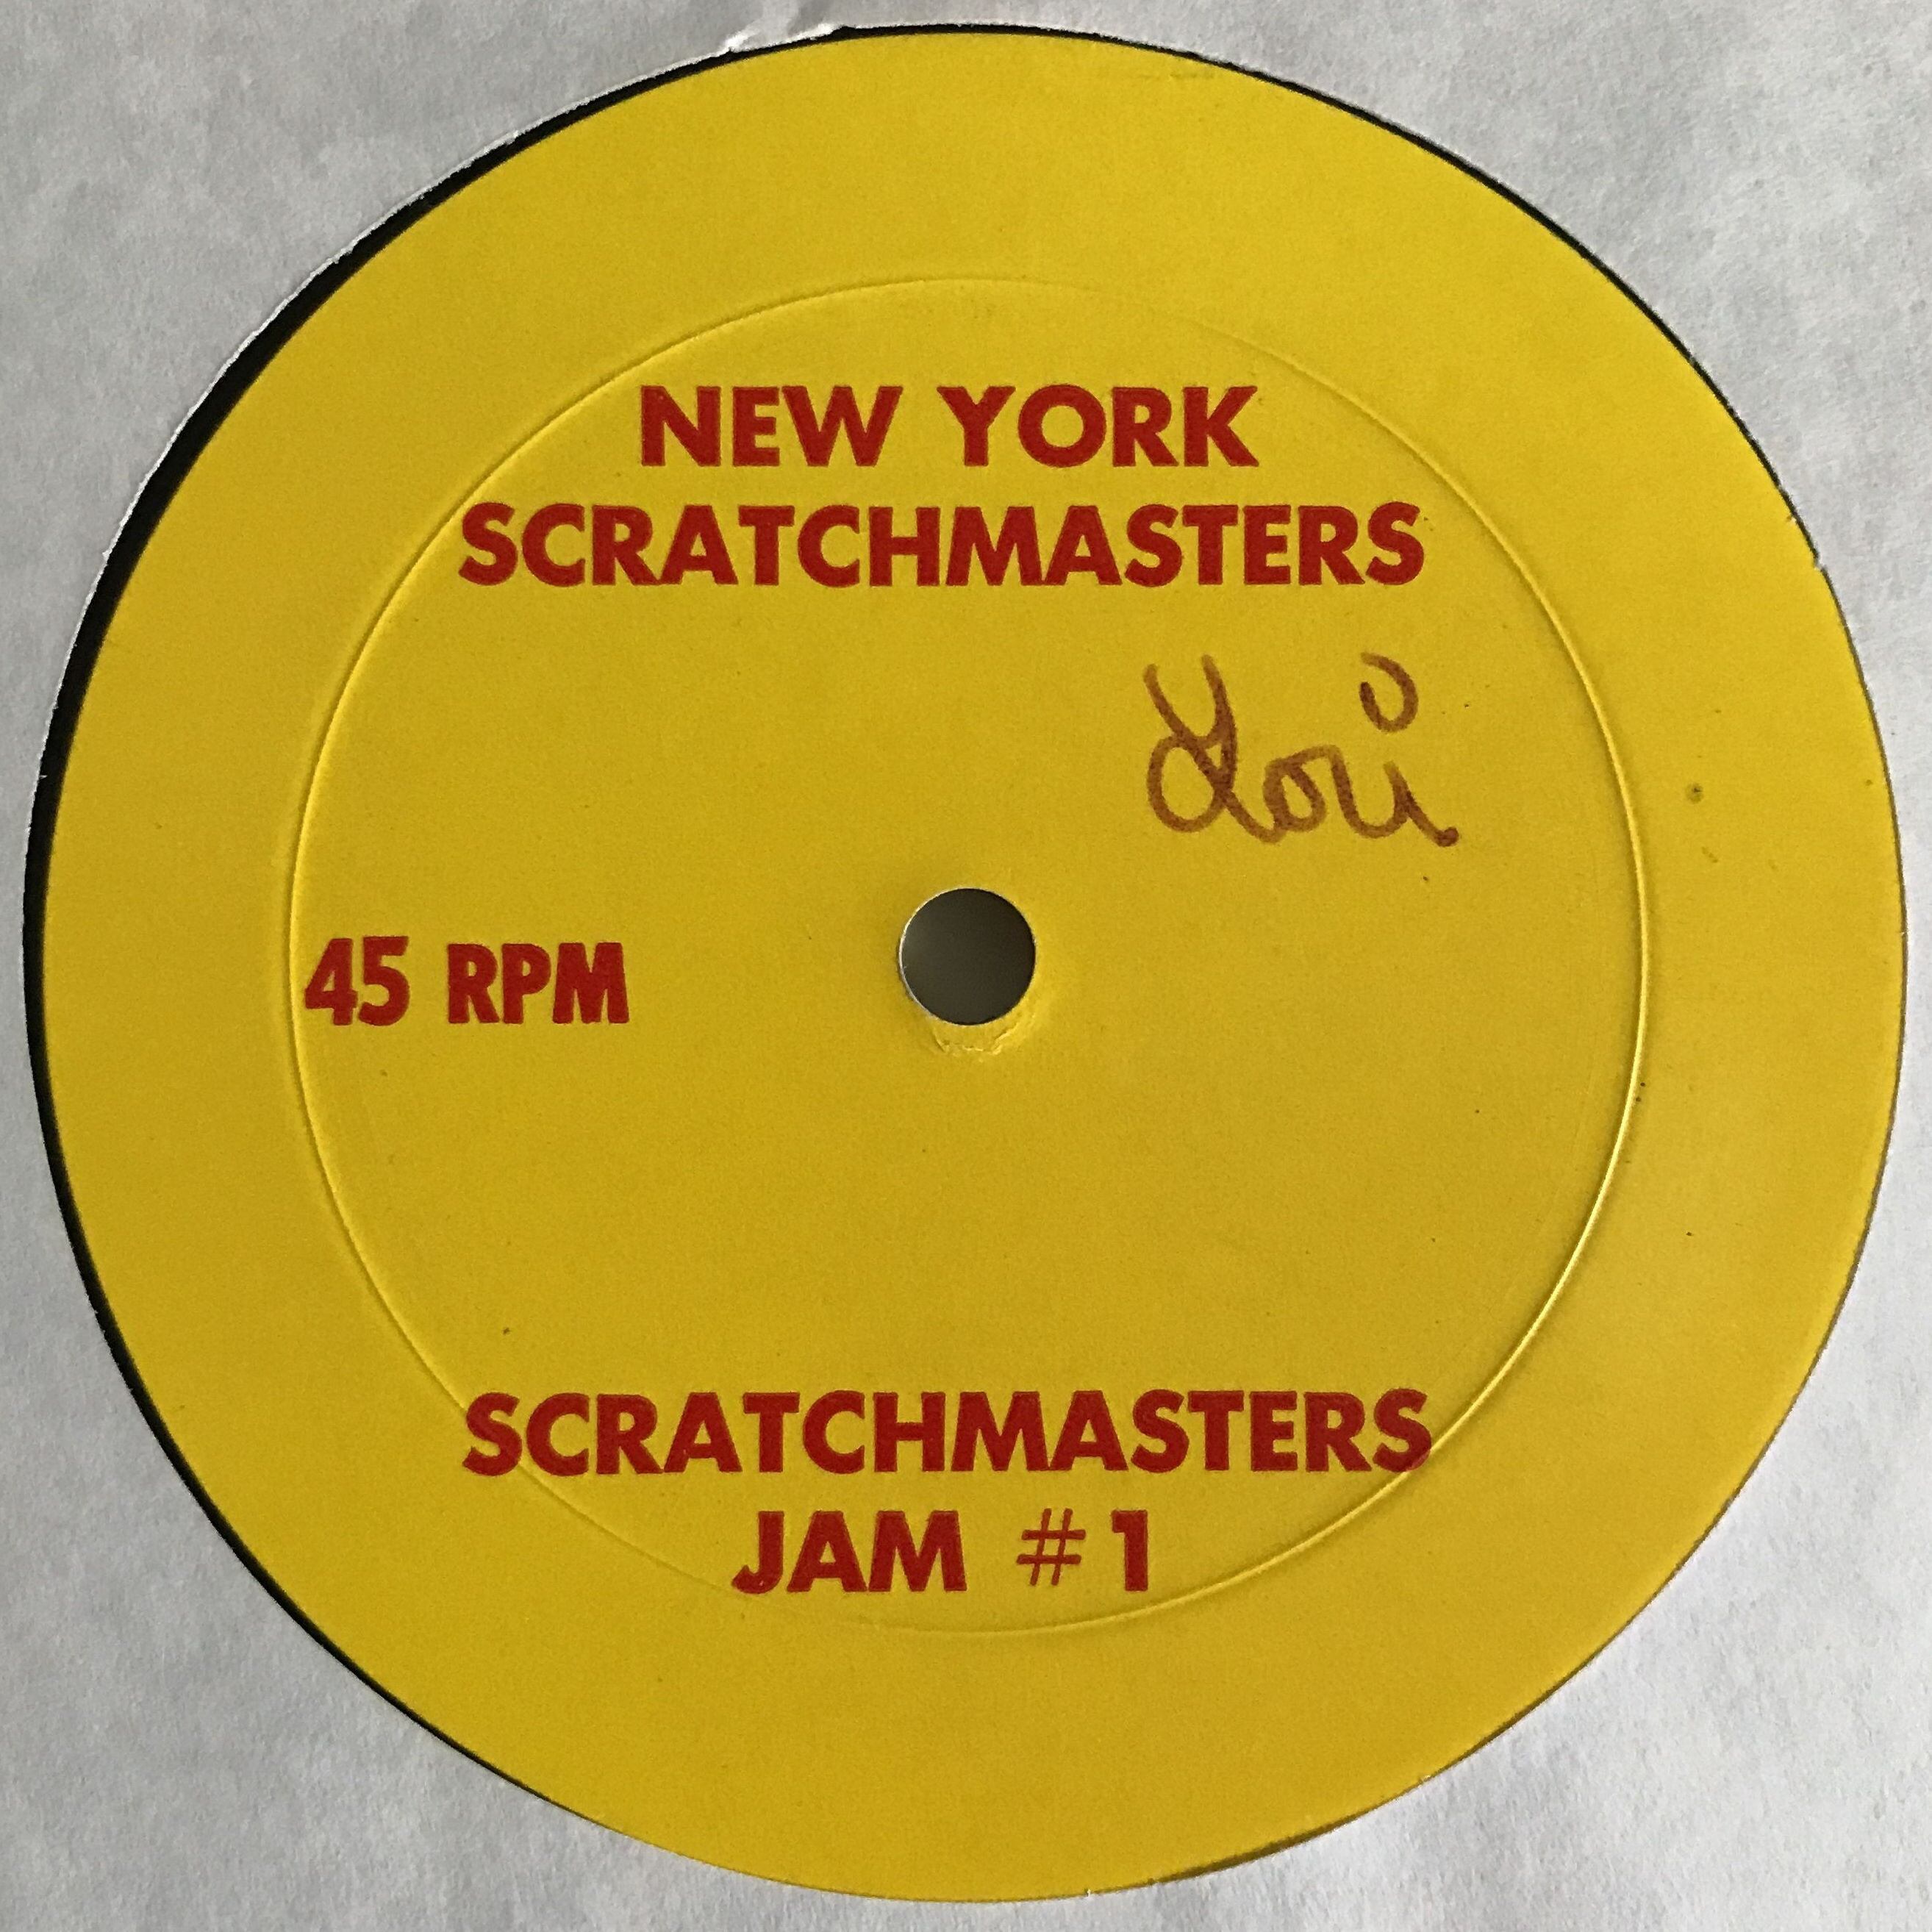 NEW YORK
SCRATCHMASTERS
Lori
45 RPM
SCRATCHMASTERS
JAM #1